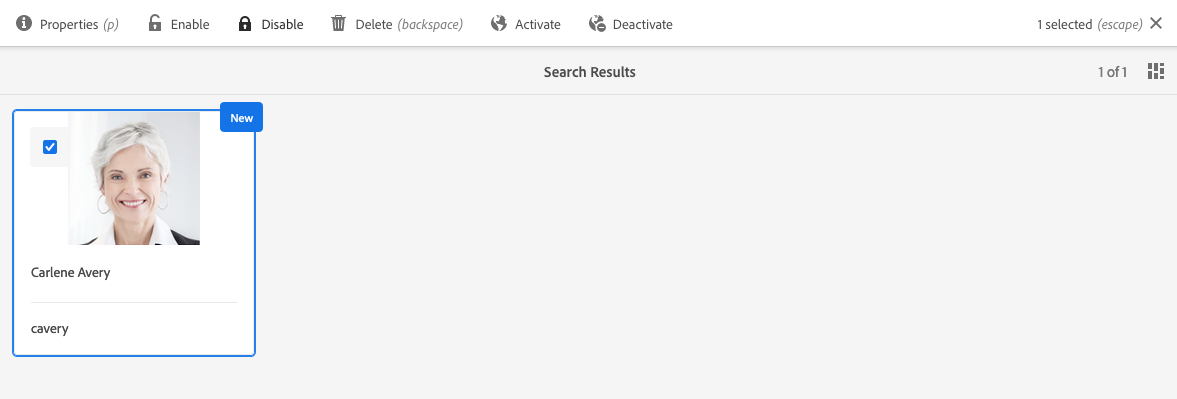 Properties (p) Enable Disable Delete (backspace) Activate Deactivate 1 selected (escape)
Search Results 1 of 1
New
Carlene Avery
cavery